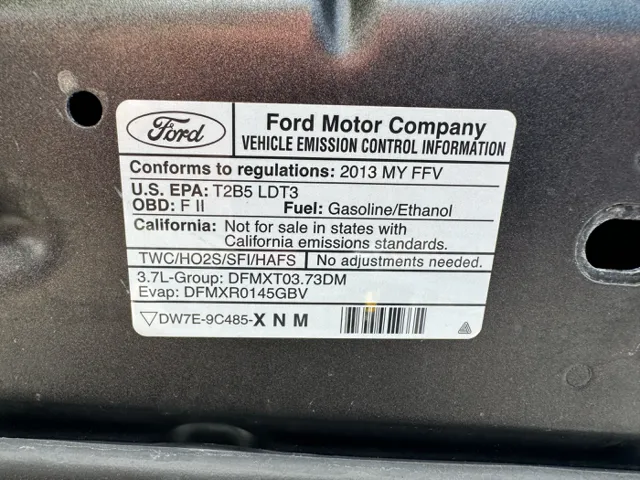 Ford
Ford Motor Company
VEHICLE EMISSION CONTROL INFORMATION
Conforms to regulations: 2013 MY FFV
U.S. EPA: T2B5 LDT3
OBD: F II Fuel: Gasoline/Ethanol
California: Not for sale in states with
California emissions standards.
TWC/HO2S/SFI/HAFS No adjustments needed.
3.7L-Group: DFMXT03.73DM
Evap: DFMXR0145GBV
DW7E-9C485-X N M